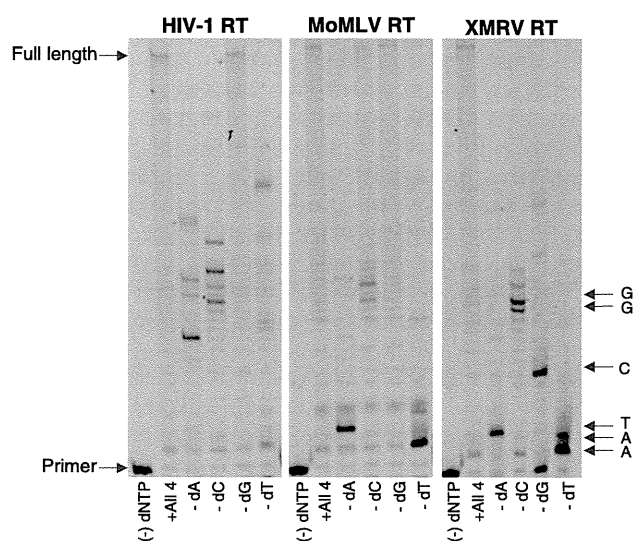 HIV-1 RT MoMLV RT XMRV RT
Full length
G
G
C
T
A
A
Primer
(-) dNTP +All 4 - dA - dC - dG - dT (-) dNTP +All 4 - dA - dC - dG - dT (-) dNTP +All 4 - dA - dC - dG - dT